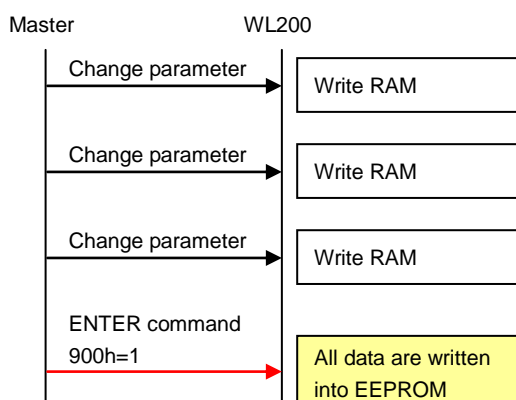 Master WL200
Change parameter
Write RAM
Change parameter
Write RAM
Change parameter
Write RAM
ENTER command
900h=1
All data are written
into EEPROM